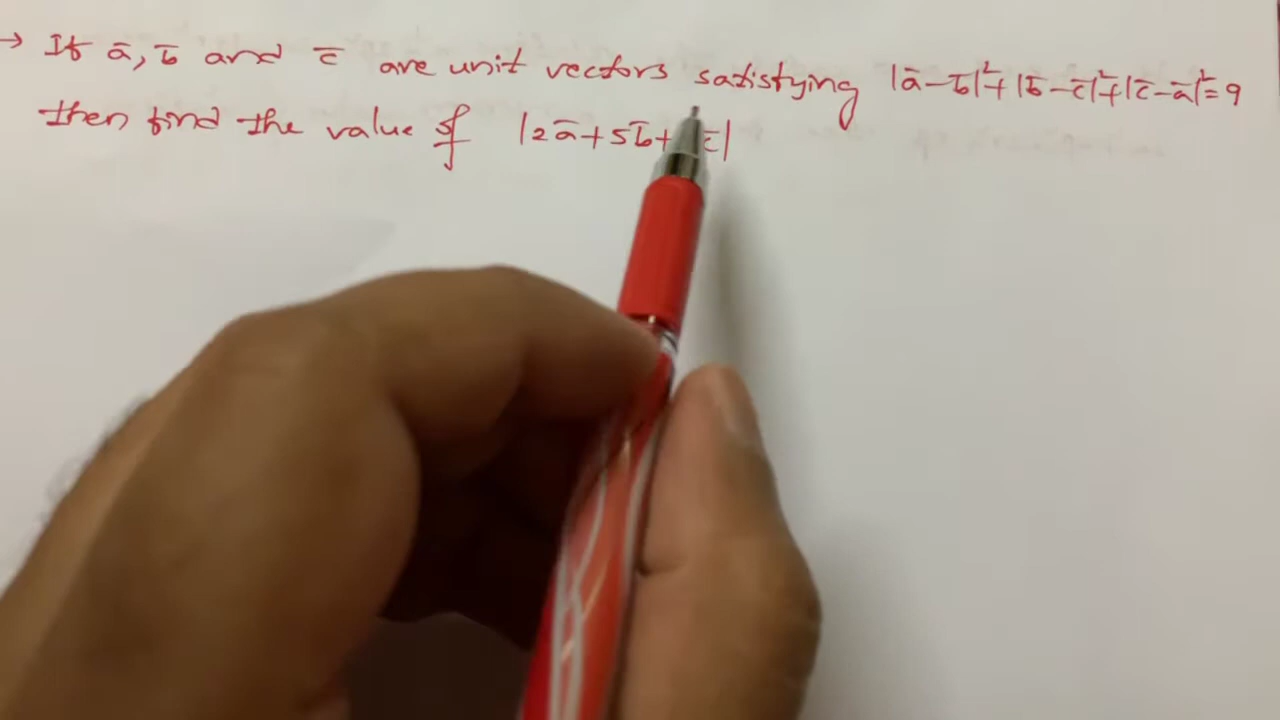 → If ā, b̄ and c̄ are unit vectors satisfying |ā-b̄|²+|b̄-c̄|²+|c̄-ā|²=9
then find the value of |2ā+5b̄+ c̄|